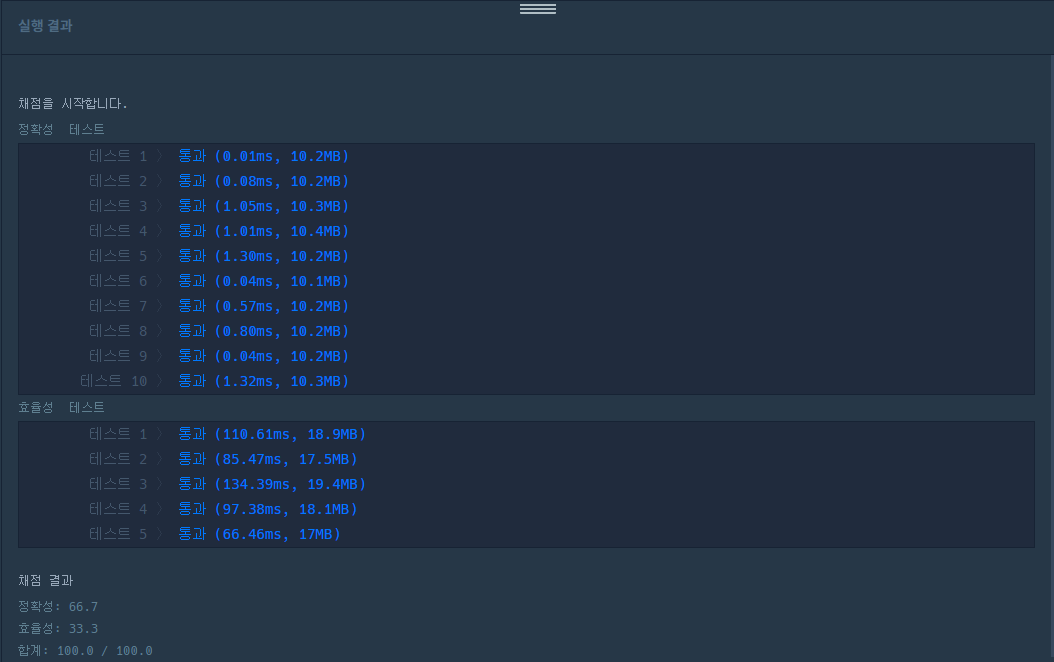 실행 결과
채점을 시작합니다.
정확성 테스트
테스트 1 〉 통과 (0.01ms, 10.2MB)
테스트 2 〉 통과 (0.08ms, 10.2MB)
테스트 3 〉 통과 (1.05ms, 10.3MB)
테스트 4 〉 통과 (1.01ms, 10.4MB)
테스트 5 〉 통과 (1.30ms, 10.2MB)
테스트 6 〉 통과 (0.04ms, 10.1MB)
테스트 7 〉 통과 (0.57ms, 10.2MB)
테스트 8 〉 통과 (0.80ms, 10.2MB)
테스트 9 〉 통과 (0.04ms, 10.2MB)
테스트 10 〉 통과 (1.32ms, 10.3MB)
효율성 테스트
테스트 1 〉 통과 (110.61ms, 18.9MB)
테스트 2 〉 통과 (85.47ms, 17.5MB)
테스트 3 〉 통과 (134.39ms, 19.4MB)
테스트 4 〉 통과 (97.38ms, 18.1MB)
테스트 5 〉 통과 (66.46ms, 17MB)
채점 결과
정확성: 66.7
효율성: 33.3
합계: 100.0 / 100.0